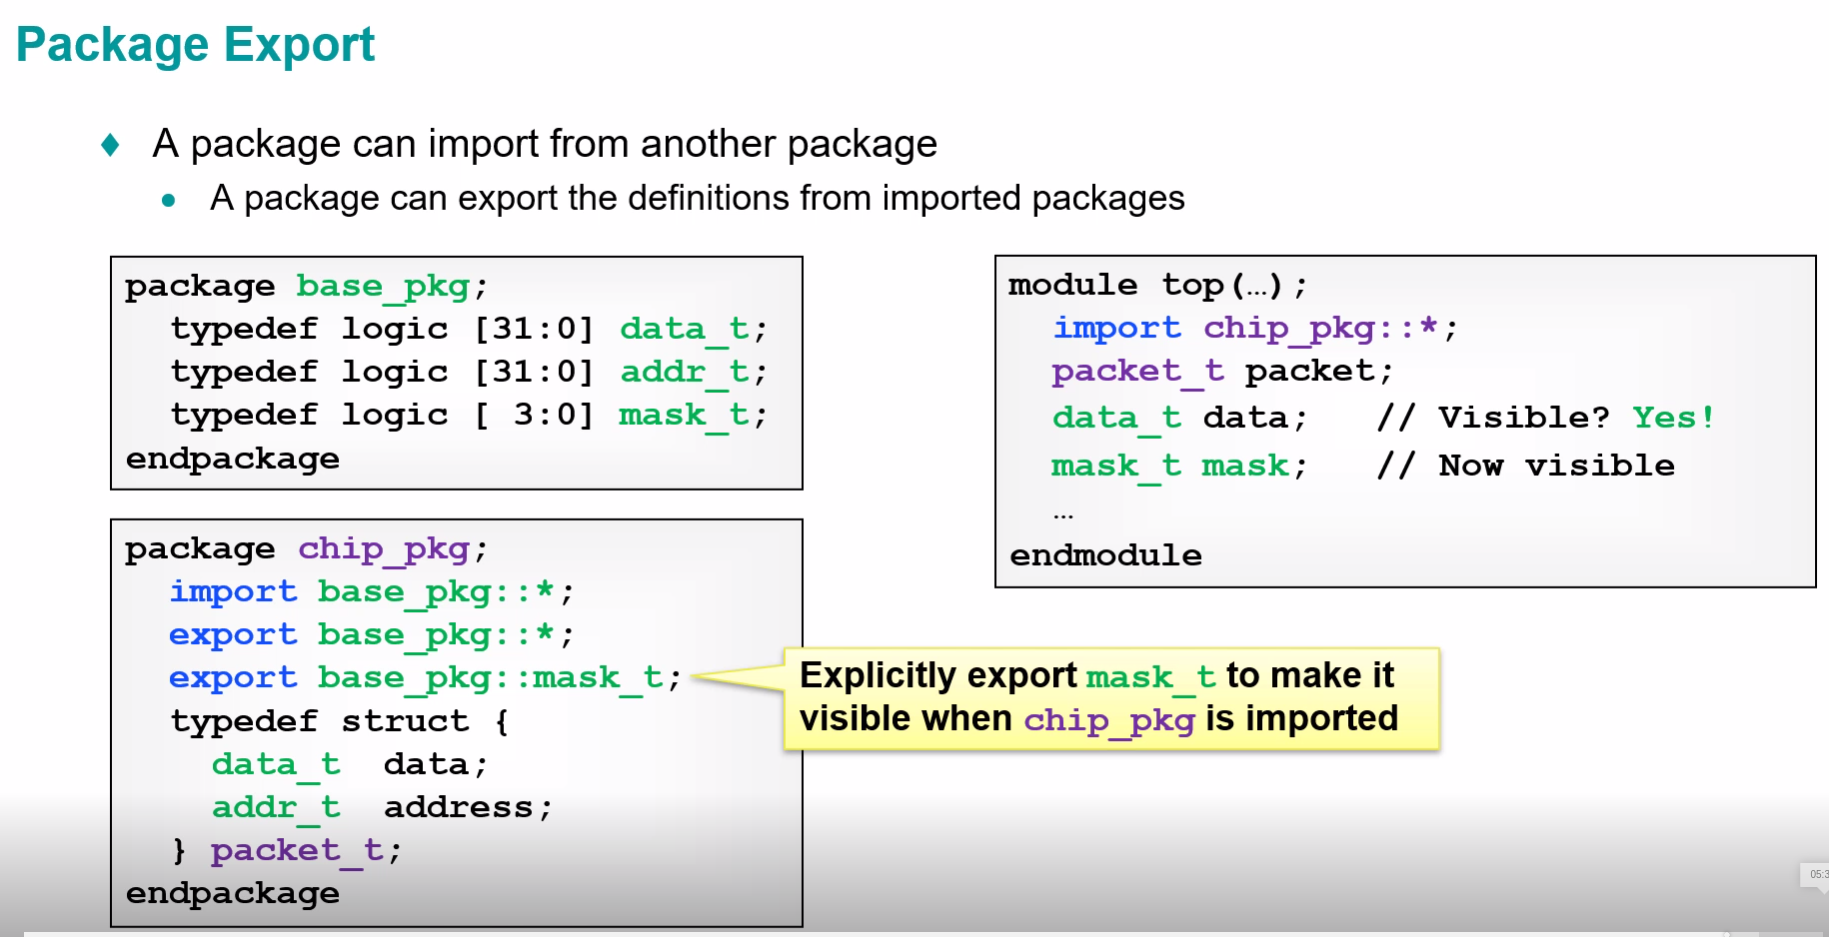 Package Export
A package can import from another package
A package can export the definitions from imported packages
package base_pkg;
typedef logic [31:0] data_t;
typedef logic [31:0] addr_t;
typedef logic [ 3:0] mask_t;
endpackage
package chip_pkg;
import base_pkg::*;
export base_pkg::*;
export base_pkg::mask_t;
typedef struct {
data_t data;
addr_t address;
} packet_t;
endpackage
module top(…);
import chip_pkg::*;
packet_t packet;
data_t data; // Visible? Yes!
mask_t mask; // Now visible
…
endmodule
Explicitly export mask_t to make it
visible when chip_pkg is imported